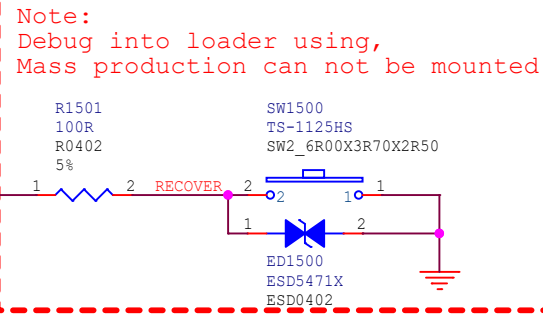 Note:
Debug into loader using,
Mass production can not be mounted
R1501
100R
R0402
5%
SW1500
TS-1125HS
SW2_6R00X3R70X2R50
1
2
RECOVER
2
2
1
1
1
2
ED1500
ESD5471X
ESD0402